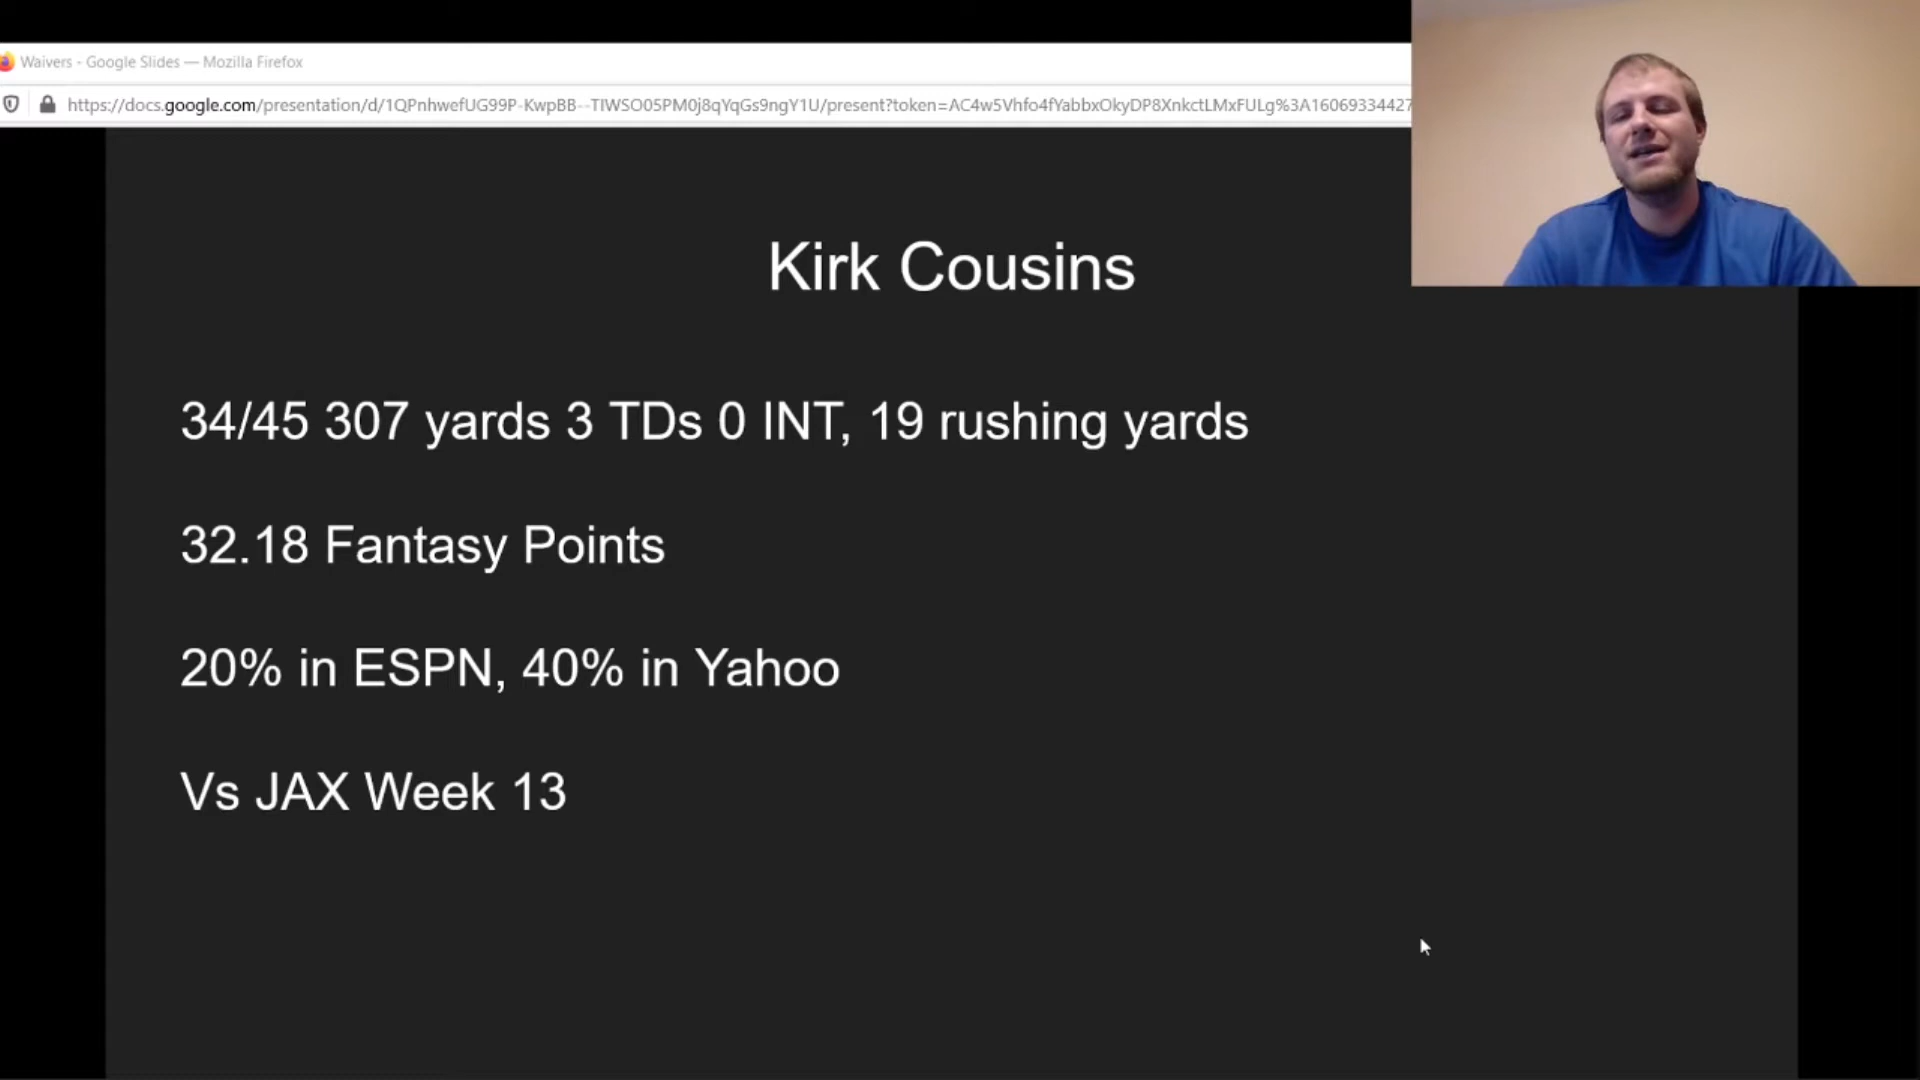 Waivers - Google Slides — Mozilla Firefox
https://docs.google.com/presentation/d/1QPnhwefUG99P-KwpBB--TIWSO05PM0j8qYqGs9ngY1U/present?token=AC4w5Vhfo4fYabbxOkyDP8XnkctLMxFULg%3A16069334427
Kirk Cousins
34/45 307 yards 3 TDs 0 INT, 19 rushing yards
32.18 Fantasy Points
20% in ESPN, 40% in Yahoo
Vs JAX Week 13